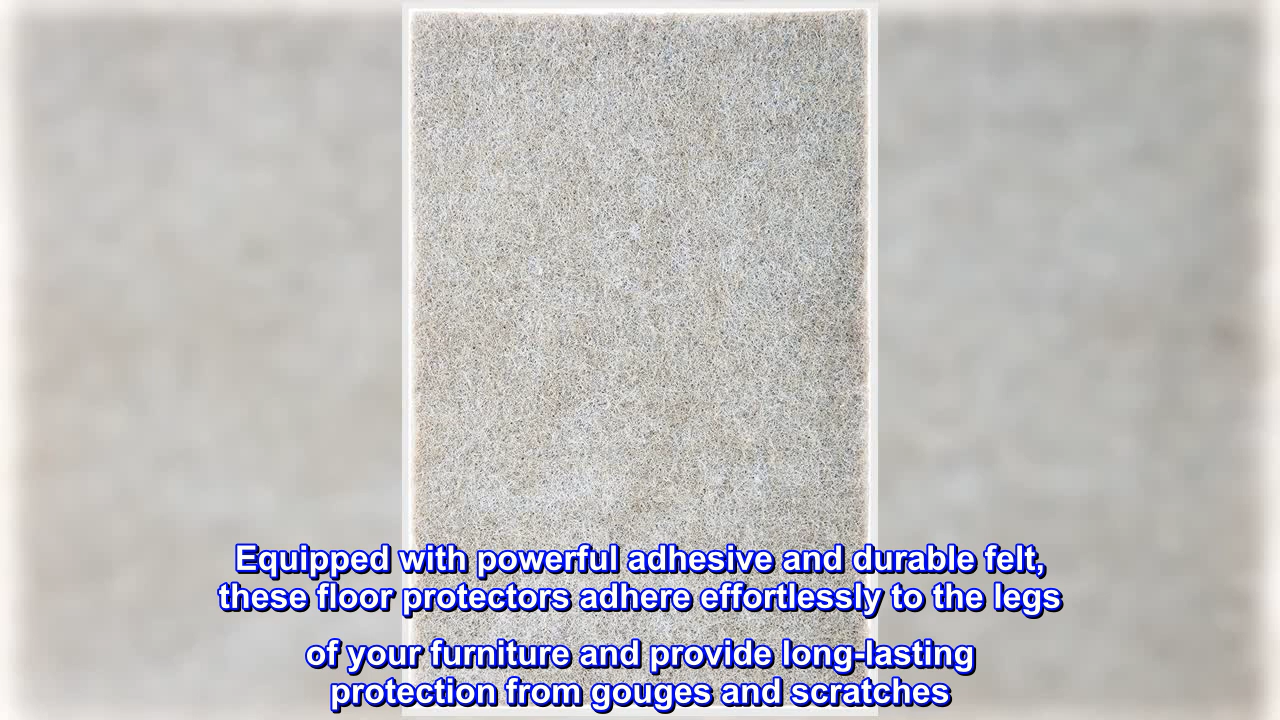 Equipped with powerful adhesive and durable felt,
these floor protectors adhere effortlessly to the legs
of your furniture and provide long-lasting
protection from gouges and scratches